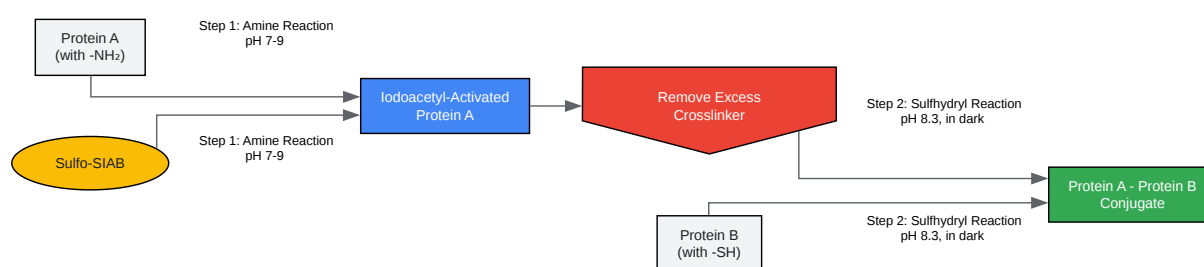 Protein A
(with -NH₂)
Step 1: Amine Reaction
pH 7-9
Sulfo-SIAB
Step 1: Amine Reaction
pH 7-9
Iodoacetyl-Activated
Protein A
Remove Excess
Crosslinker
Step 2: Sulfhydryl Reaction
pH 8.3, in dark
Protein B
(with -SH)
Step 2: Sulfhydryl Reaction
pH 8.3, in dark
Protein A - Protein B
Conjugate